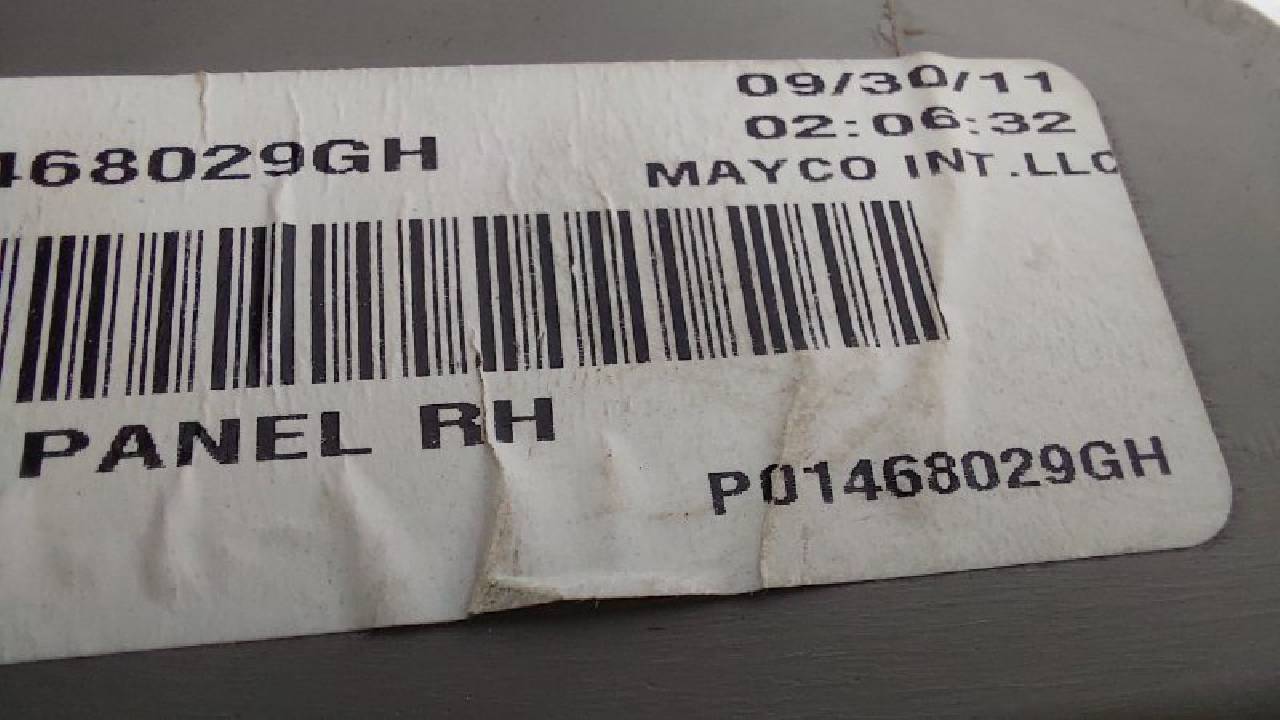 09/30/11
02:06:32
468029GH
MAYCO INT.LLC
PANEL RH
P01468029GH